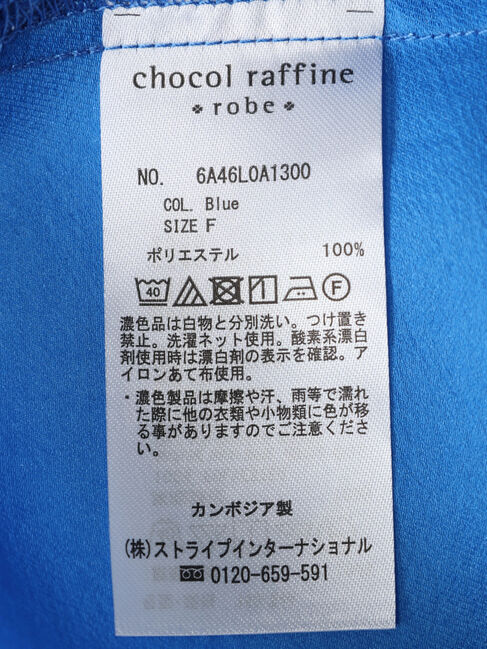 chocol raffine
robe
NO. 6A46L0A1300
COL. Blue
SIZE F
ポリエステル 100%
40 F
濃色品は白物と分別洗い。つけ置き
禁止。洗濯ネット使用。酸素系漂白
剤使用時は漂白剤の表示を確認。ア
イロンあて布使用。
・濃色製品は摩擦や汗、雨等で濡れ
た際に他の衣類や小物類に色が移
る事がありますのでご注意くださ
い。
カンボジア製
(株)ストライプインターナショナル
0120-659-591